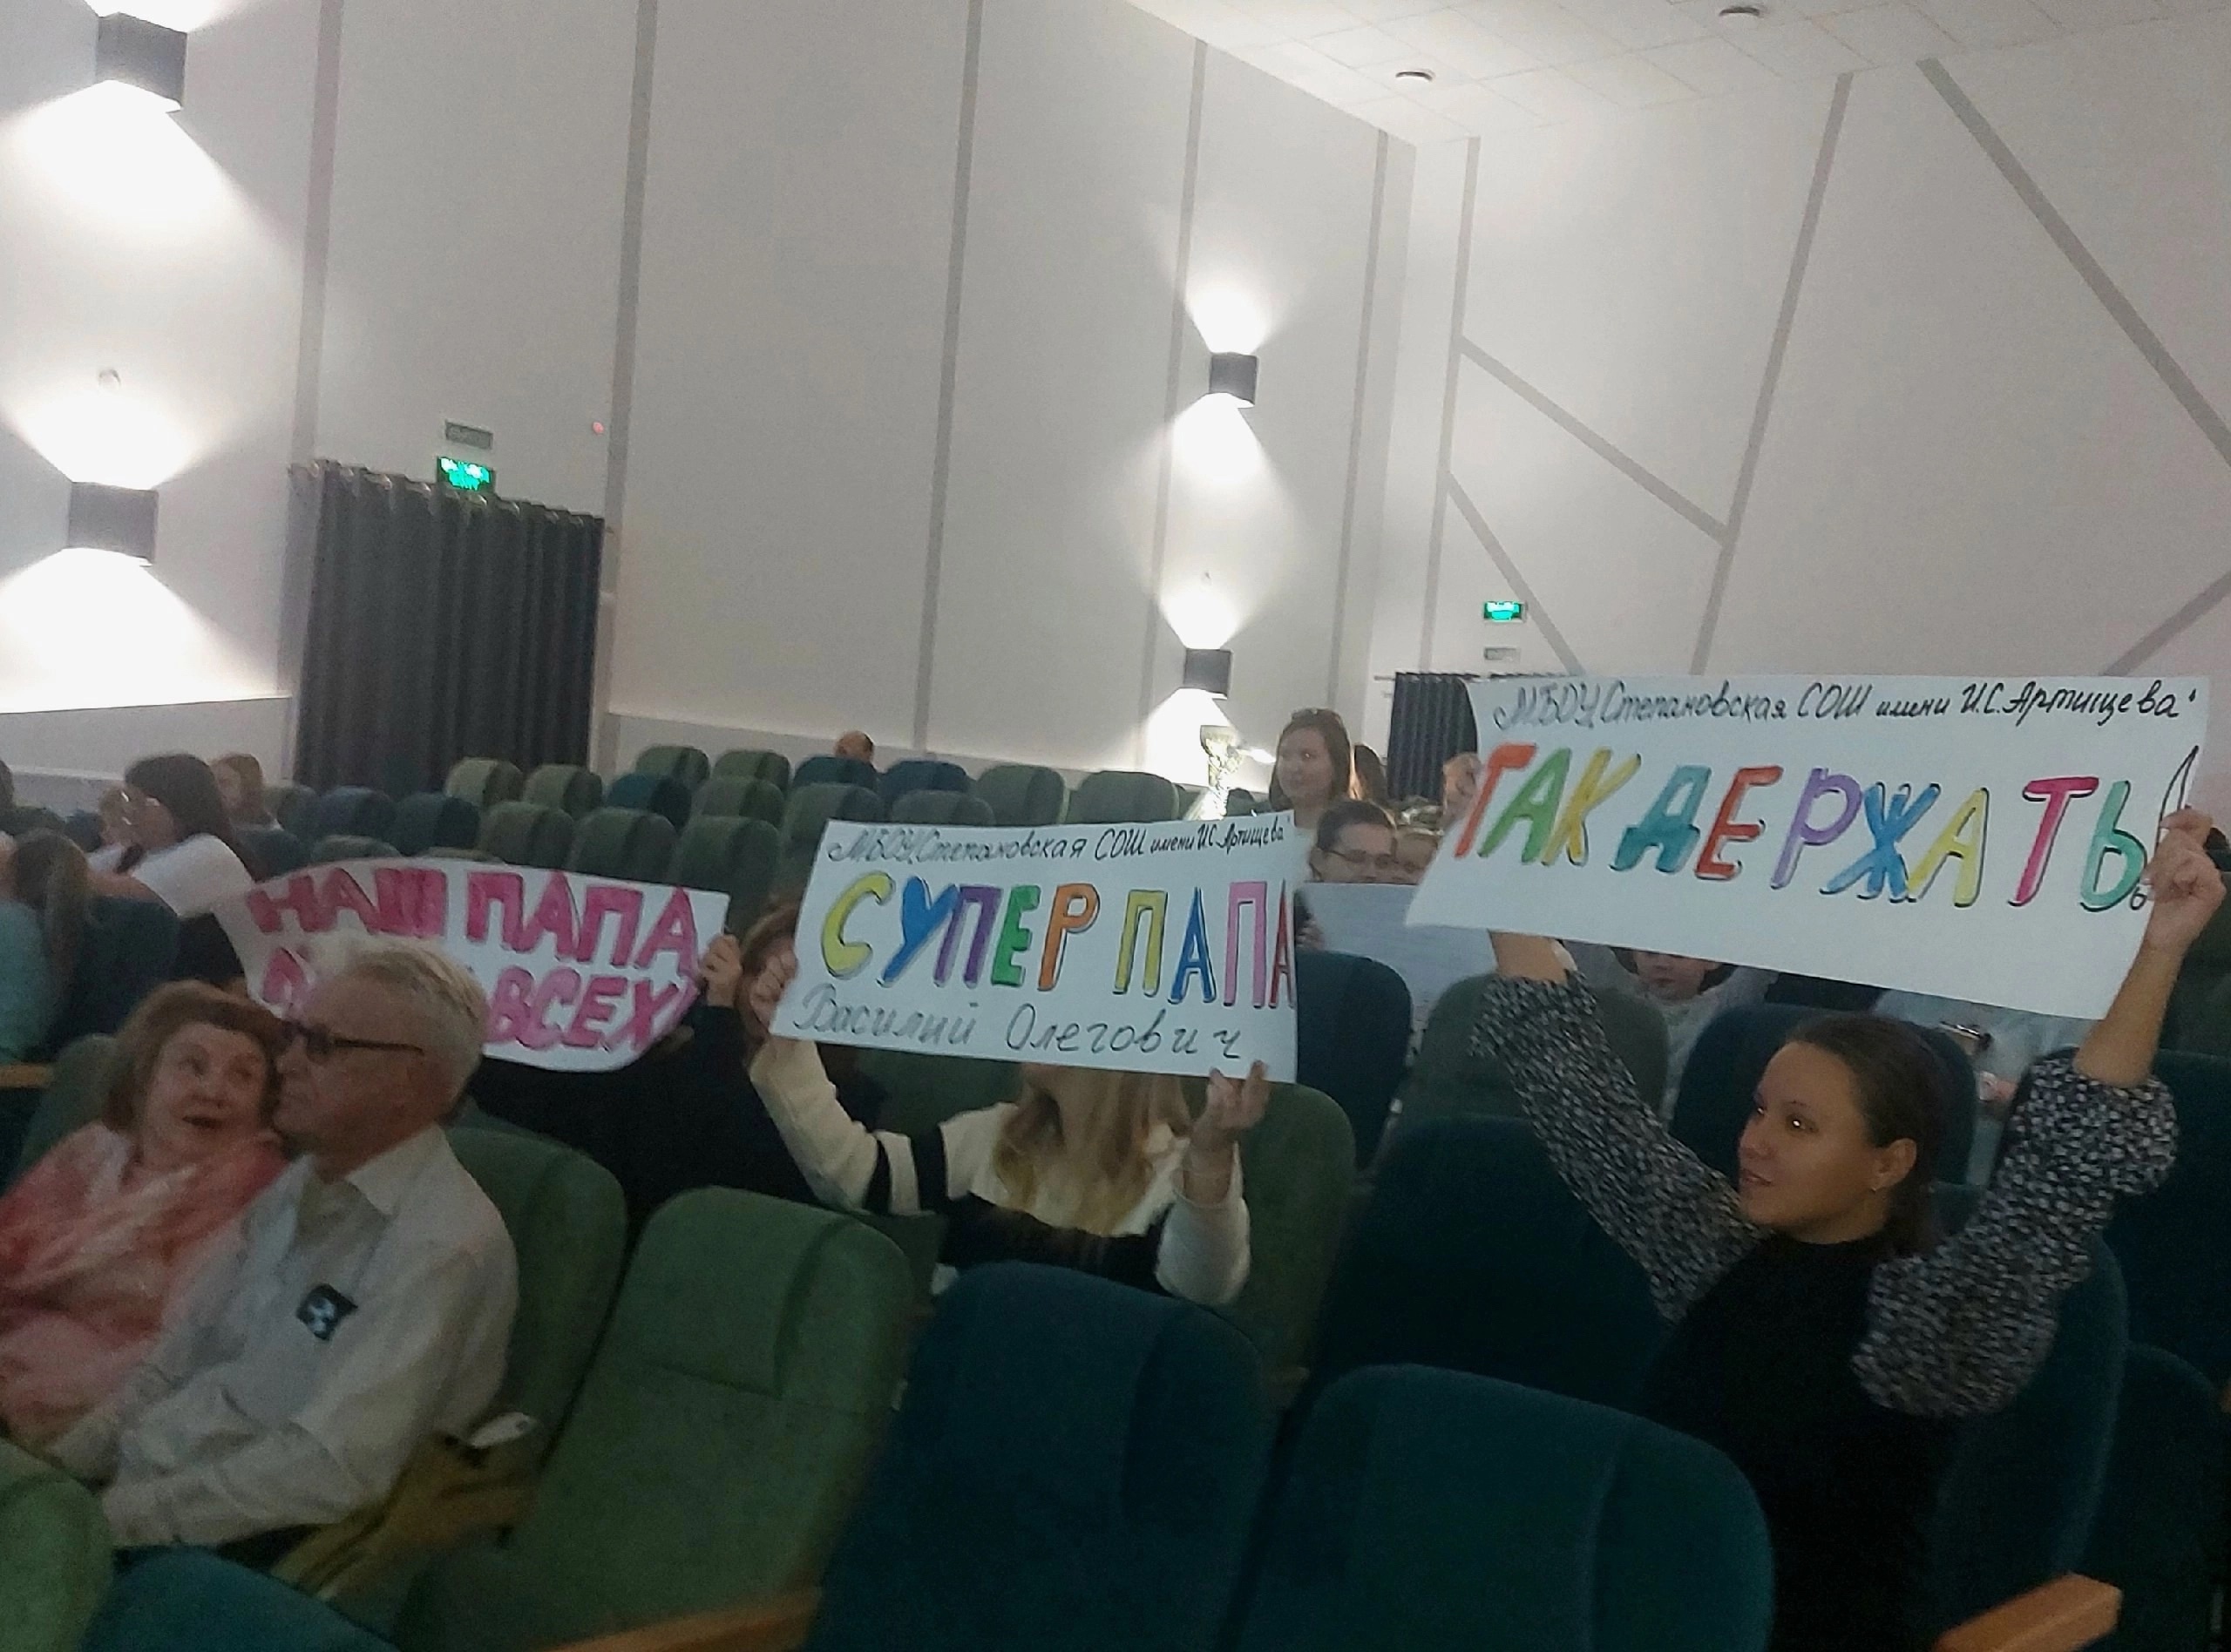 НАШ ПАПА
ВСЕХ
МБОУ Степановская СОШ имени И.С.Артищева
СУПЕР ПАПА
Василий Олегович
МБОУ Степановская СОШ имени И.С.Артищева
ТАК ДЕРЖАТЬ!